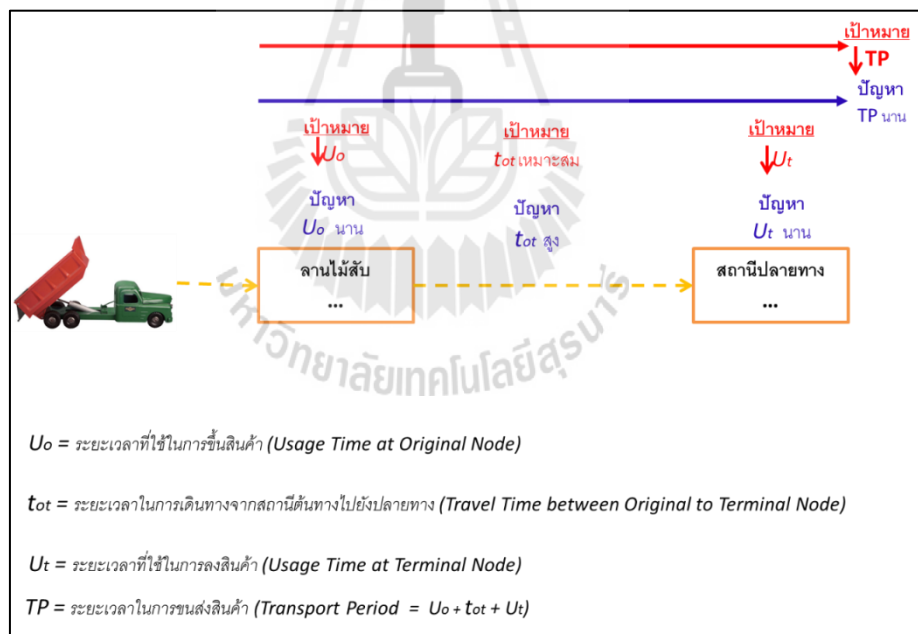 เป้าหมาย
TP
ปัญหา
TP นาน
เป้าหมาย
Uo
ปัญหา
Uo นาน
เป้าหมาย
tot เหมาะสม
ปัญหา
tot สูง
เป้าหมาย
Ut
ปัญหา
Ut นาน
ลานไม้สับ
...
สถานีปลายทาง
...
มหาวิทยาลัยเทคโนโลยีสุรนารี
Uo = ระยะเวลาที่ใช้ในการขึ้นสินค้า (Usage Time at Original Node)
tot = ระยะเวลาในการเดินทางจากสถานีต้นทางไปยังปลายทาง (Travel Time between Original to Terminal Node)
Ut = ระยะเวลาที่ใช้ในการลงสินค้า (Usage Time at Terminal Node)
TP = ระยะเวลาในการขนส่งสินค้า (Transport Period = Uo + tot + Ut)